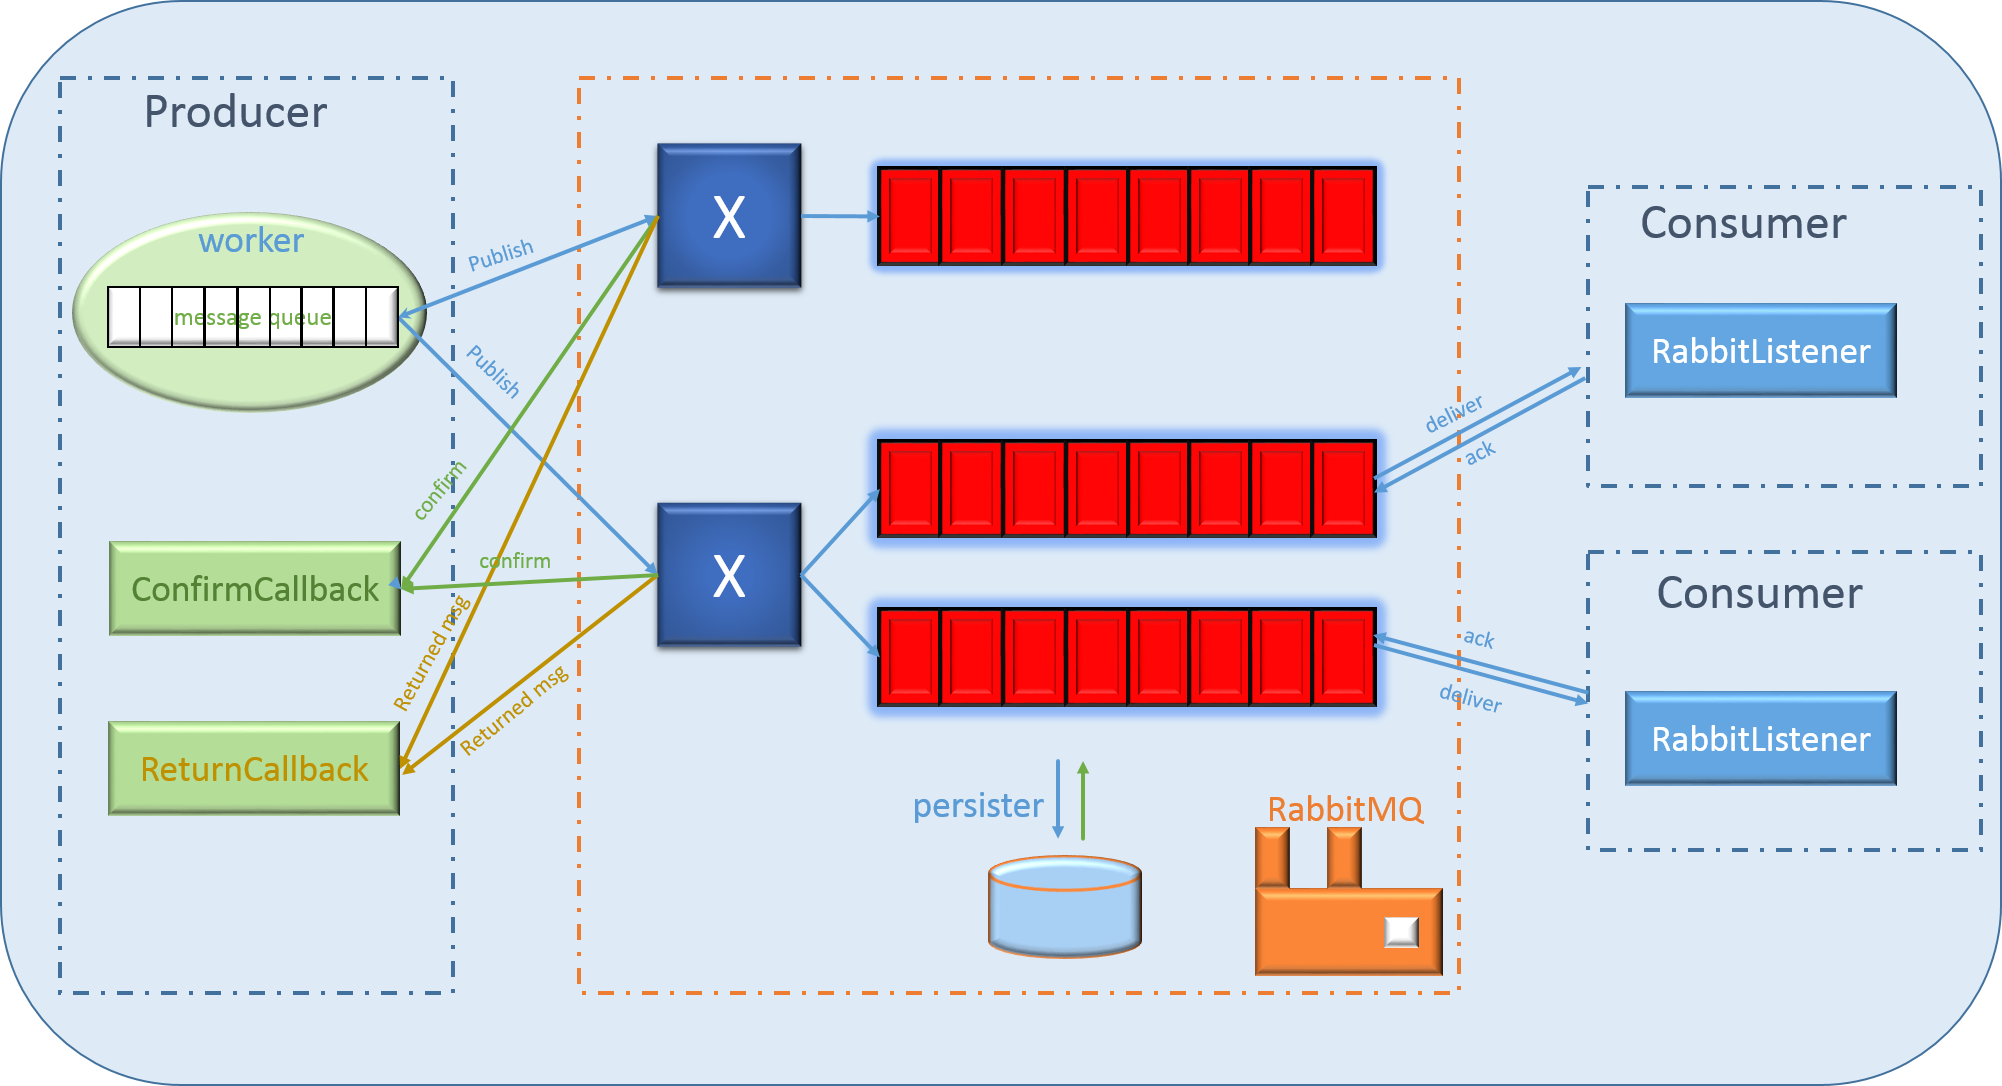 Producer
worker
message queue
ConfirmCallback
ReturnCallback
Publish
Publish
confirm
confirm
Returned msg
Returned msg
X
X
persister
RabbitMQ
deliver
ack
ack
deliver
Consumer
RabbitListener
Consumer
RabbitListener